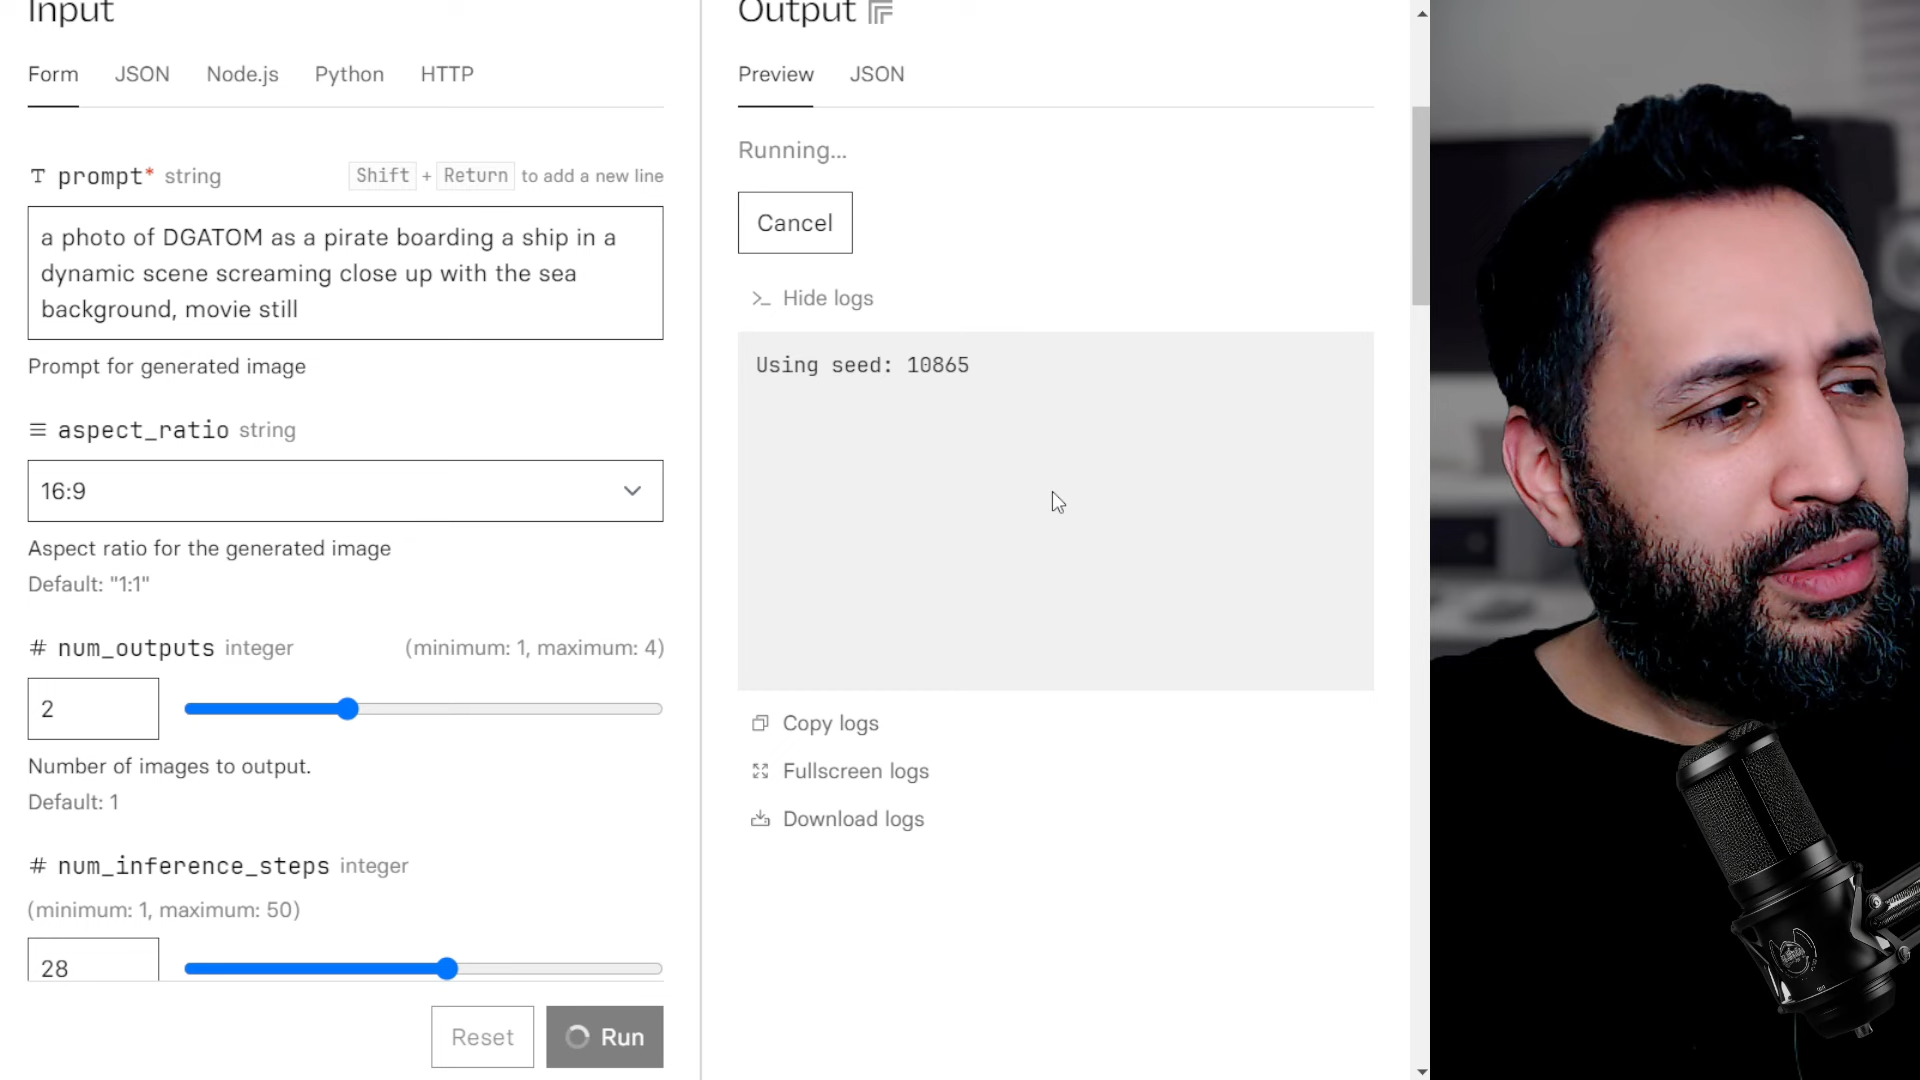 Input
Form JSON Node.js Python HTTP
prompt* string Shift + Return to add a new line
a photo of DGATOM as a pirate boarding a ship in a
dynamic scene screaming close up with the sea
background, movie still
Prompt for generated image
aspect_ratio string
16:9
Aspect ratio for the generated image
Default: "1:1"
# num_outputs integer (minimum: 1, maximum: 4)
2
Number of images to output.
Default: 1
# num_inference_steps integer
(minimum: 1, maximum: 50)
28
Reset Run
Output
Preview JSON
Running...
Cancel
Hide logs
Using seed: 10865
Copy logs
Fullscreen logs
Download logs